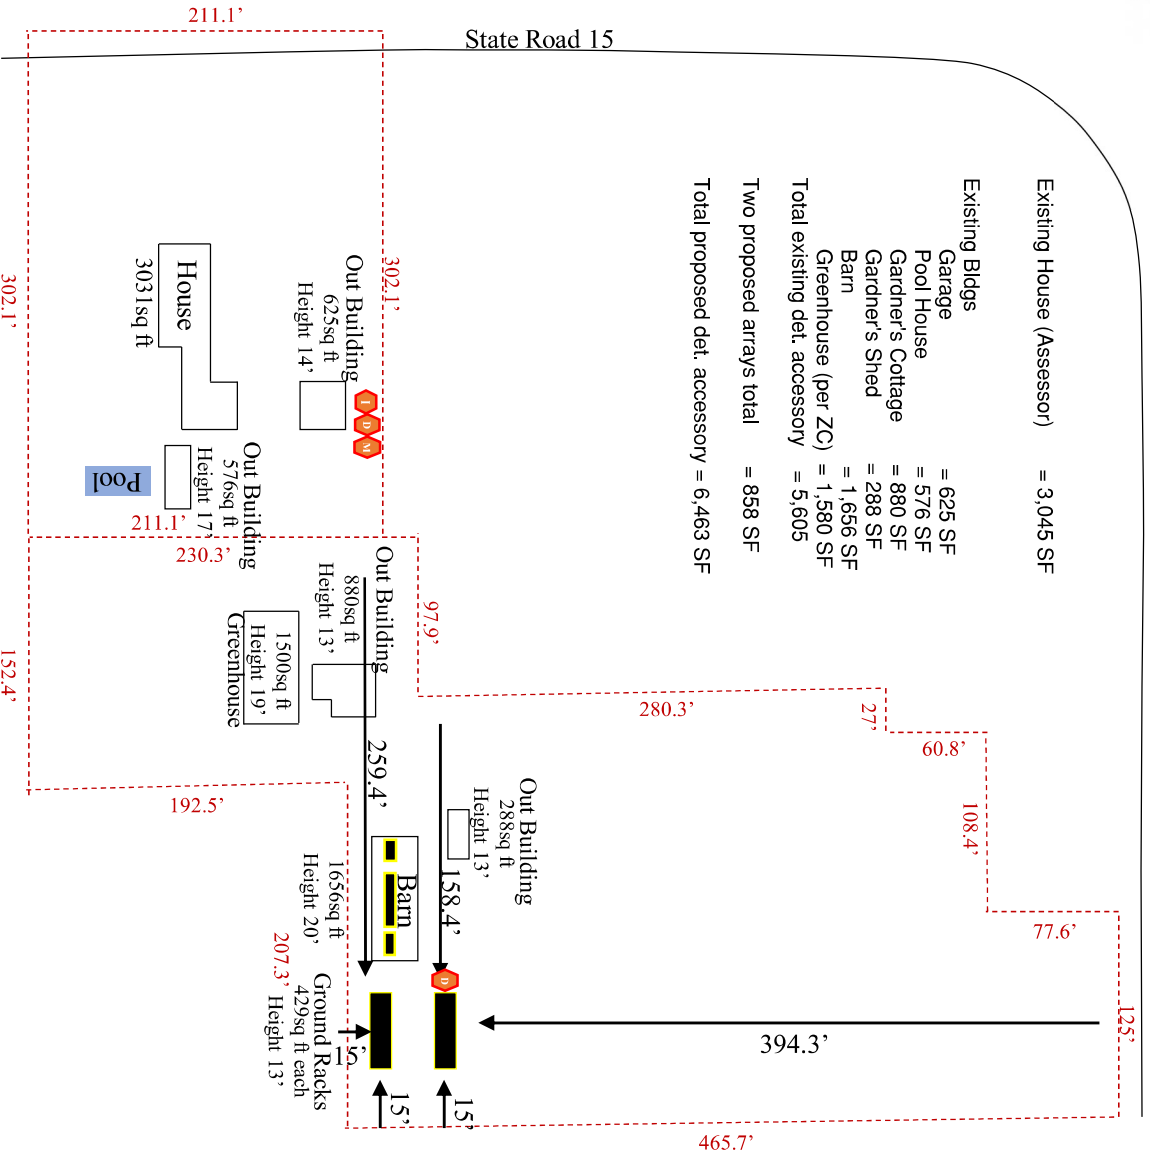 211.1'
State Road 15
302.1'
302.1'
Existing House (Assessor) = 3,045 SF
Existing Bldgs
Garage = 625 SF
Pool House = 576 SF
Gardner's Cottage = 880 SF
Gardner's Shed = 288 SF
Barn = 1,656 SF
Greenhouse (per ZC) = 1,580 SF
Total existing det. accessory = 5,605
Two proposed arrays total = 858 SF
Total proposed det. accessory = 6,463 SF
House
3031sq ft
Out Building
625sq ft
Height 14'
I
D
M
Out Building
576sq ft
Height 17'
Pool
211.1'
230.3'
152.4'
97.9'
Out Building
880sq ft
Height 13'
1500sq ft
Height 19'
Greenhouse
280.3'
27'
60.8'
108.4'
77.6'
125'
192.5'
259.4'
Out Building
288sq ft
Height 13'
158.4'
Barn
1656sq ft
Height 20'
207.3'
D
Ground Racks
429sq ft each
Height 13'
15'
15'
15'
394.3'
465.7'